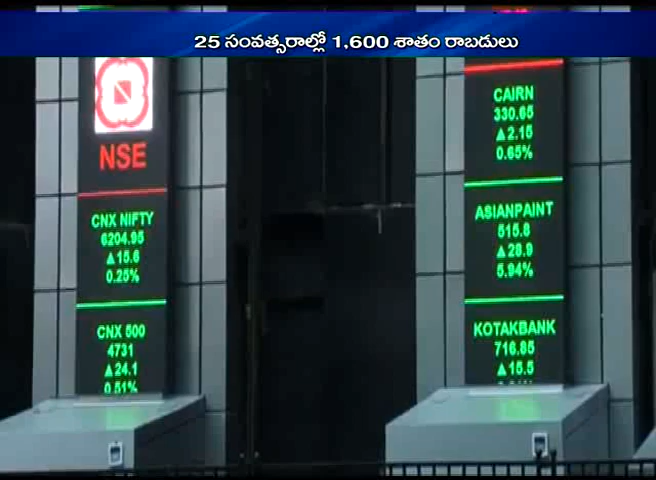 25 సంవత్సరాల్లో 1,600 శాతం రాబడులు
NSE
CNX NIFTY
6204.95
▲15.6
0.25%
CNX 500
4731
▲24.1
0.51%
CAIRN
330.65
▲2.15
0.65%
ASIANPAINT
515.8
▲28.9
5.94%
KOTAKBANK
716.85
▲15.5